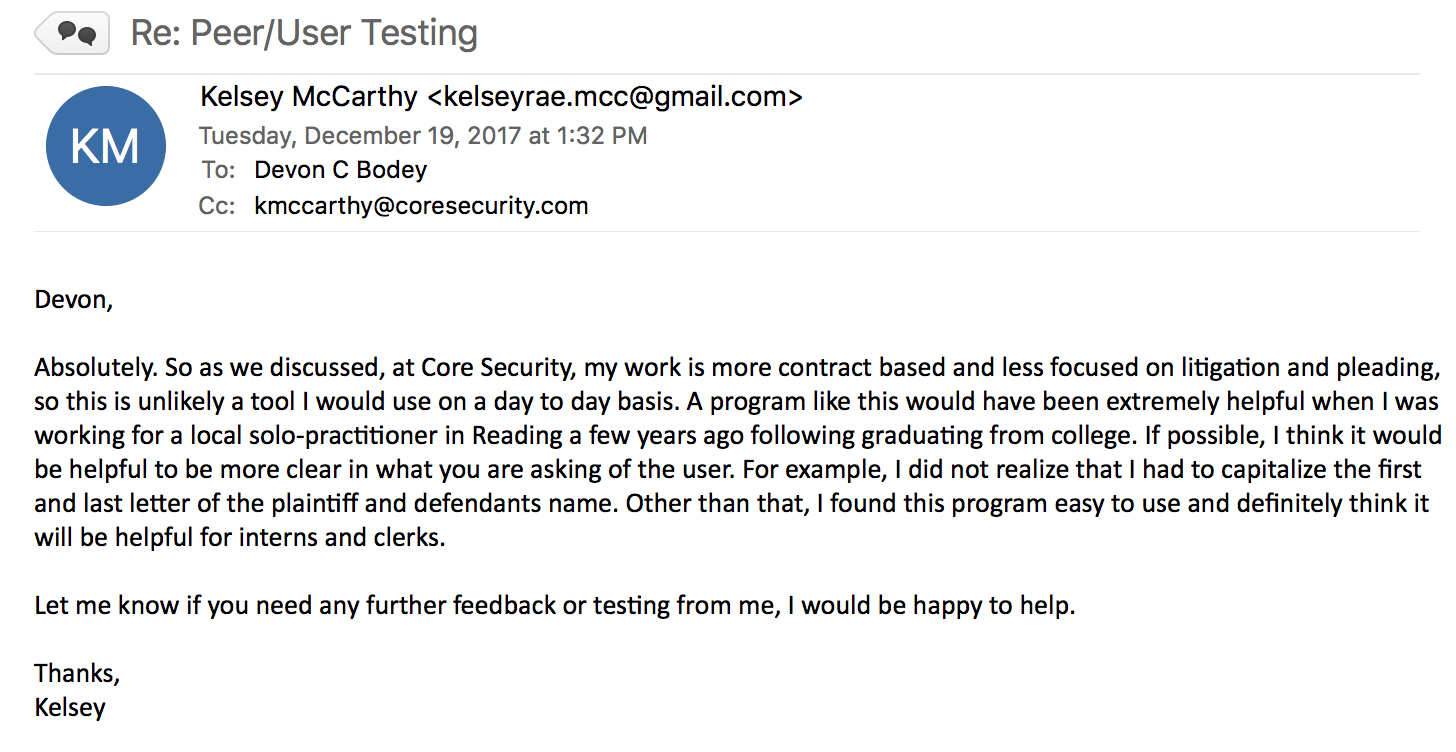 Re: Peer/User Testing
KM
Kelsey McCarthy <kelseyrae.mcc@gmail.com>
Tuesday, December 19, 2017 at 1:32 PM
To: Devon C Bodey
Cc: kmccarthy@coresecurity.com
Devon,
Absolutely. So as we discussed, at Core Security, my work is more contract based and less focused on litigation and pleading,
so this is unlikely a tool I would use on a day to day basis. A program like this would have been extremely helpful when I was
working for a local solo-practitioner in Reading a few years ago following graduating from college. If possible, I think it would
be helpful to be more clear in what you are asking of the user. For example, I did not realize that I had to capitalize the first
and last letter of the plaintiff and defendants name. Other than that, I found this program easy to use and definitely think it
will be helpful for interns and clerks.
Let me know if you need any further feedback or testing from me, I would be happy to help.
Thanks,
Kelsey